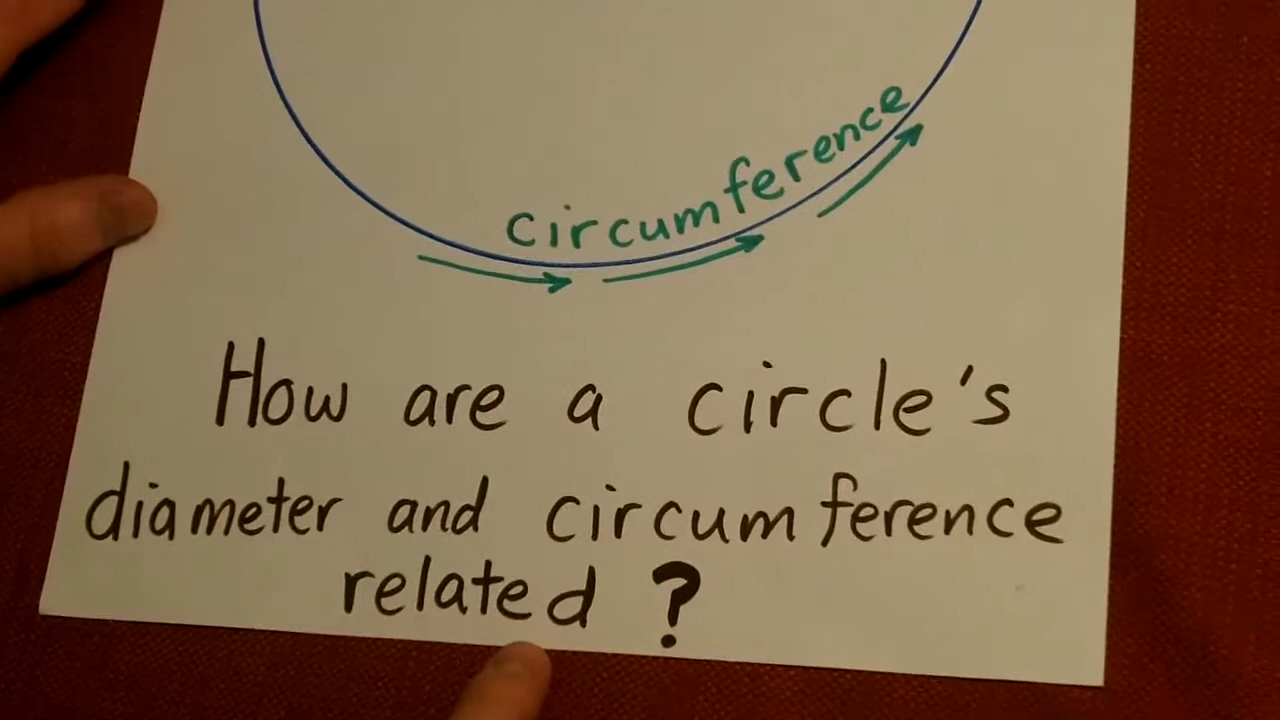 circumference
How are a circle's
diameter and circumference
related ?